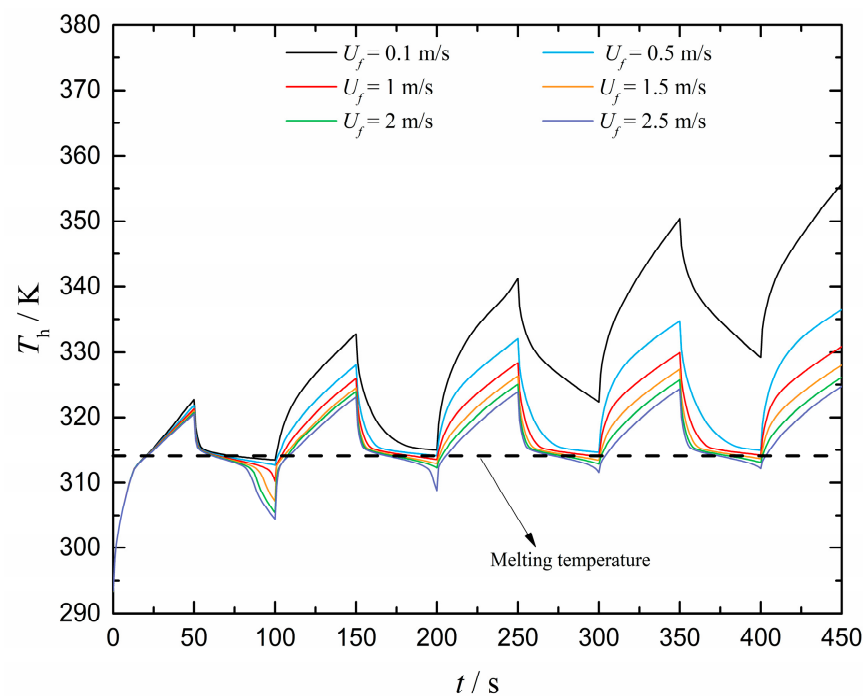 380
370
360
350
340
330
320
310
300
290
T_h / K
U_f – 0.1 m/s
U_f – 0.5 m/s
U_f = 1 m/s
U_f = 1.5 m/s
U_f = 2 m/s
U_f = 2.5 m/s
Melting temperature
0 50 100 150 200 250 300 350 400 450
t / s